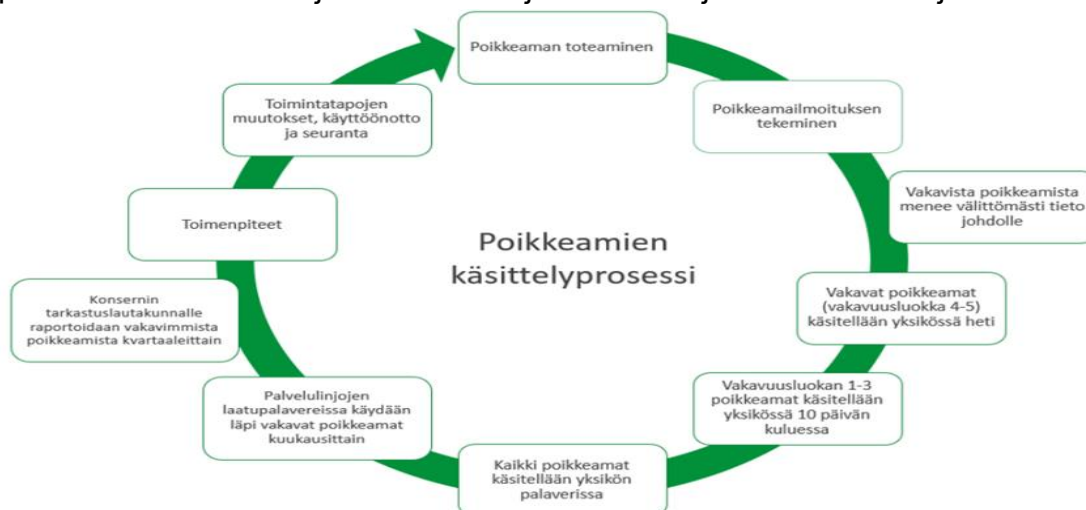 Poikkeaman toteaminen
Poikkeamailmoituksen
tekeminen
Vakavista poikkeamista
menee välittömästi tieto
johdolle
Vakavat poikkeamat
(vakavuusluokka 4-5)
käsitellään yksikössä heti
Vakavuusluokan 1-3
poikkeamat käsitellään
yksikössä 10 päivän
kuluessa
Kaikki poikkeamat
käsitellään yksikön
palaverissa
Palvelulinjojen
laatupalavereissa käydään
läpi vakavat poikkeamat
kuukausittain
Konsernin
tarkastuslautakunnalle
raportoidaan vakavimmista
poikkeamista kvartaaleittain
Toimenpiteet
Toimintatapojen
muutokset, käyttöönotto
ja seuranta
Poikkeamien
käsittelyprosessi